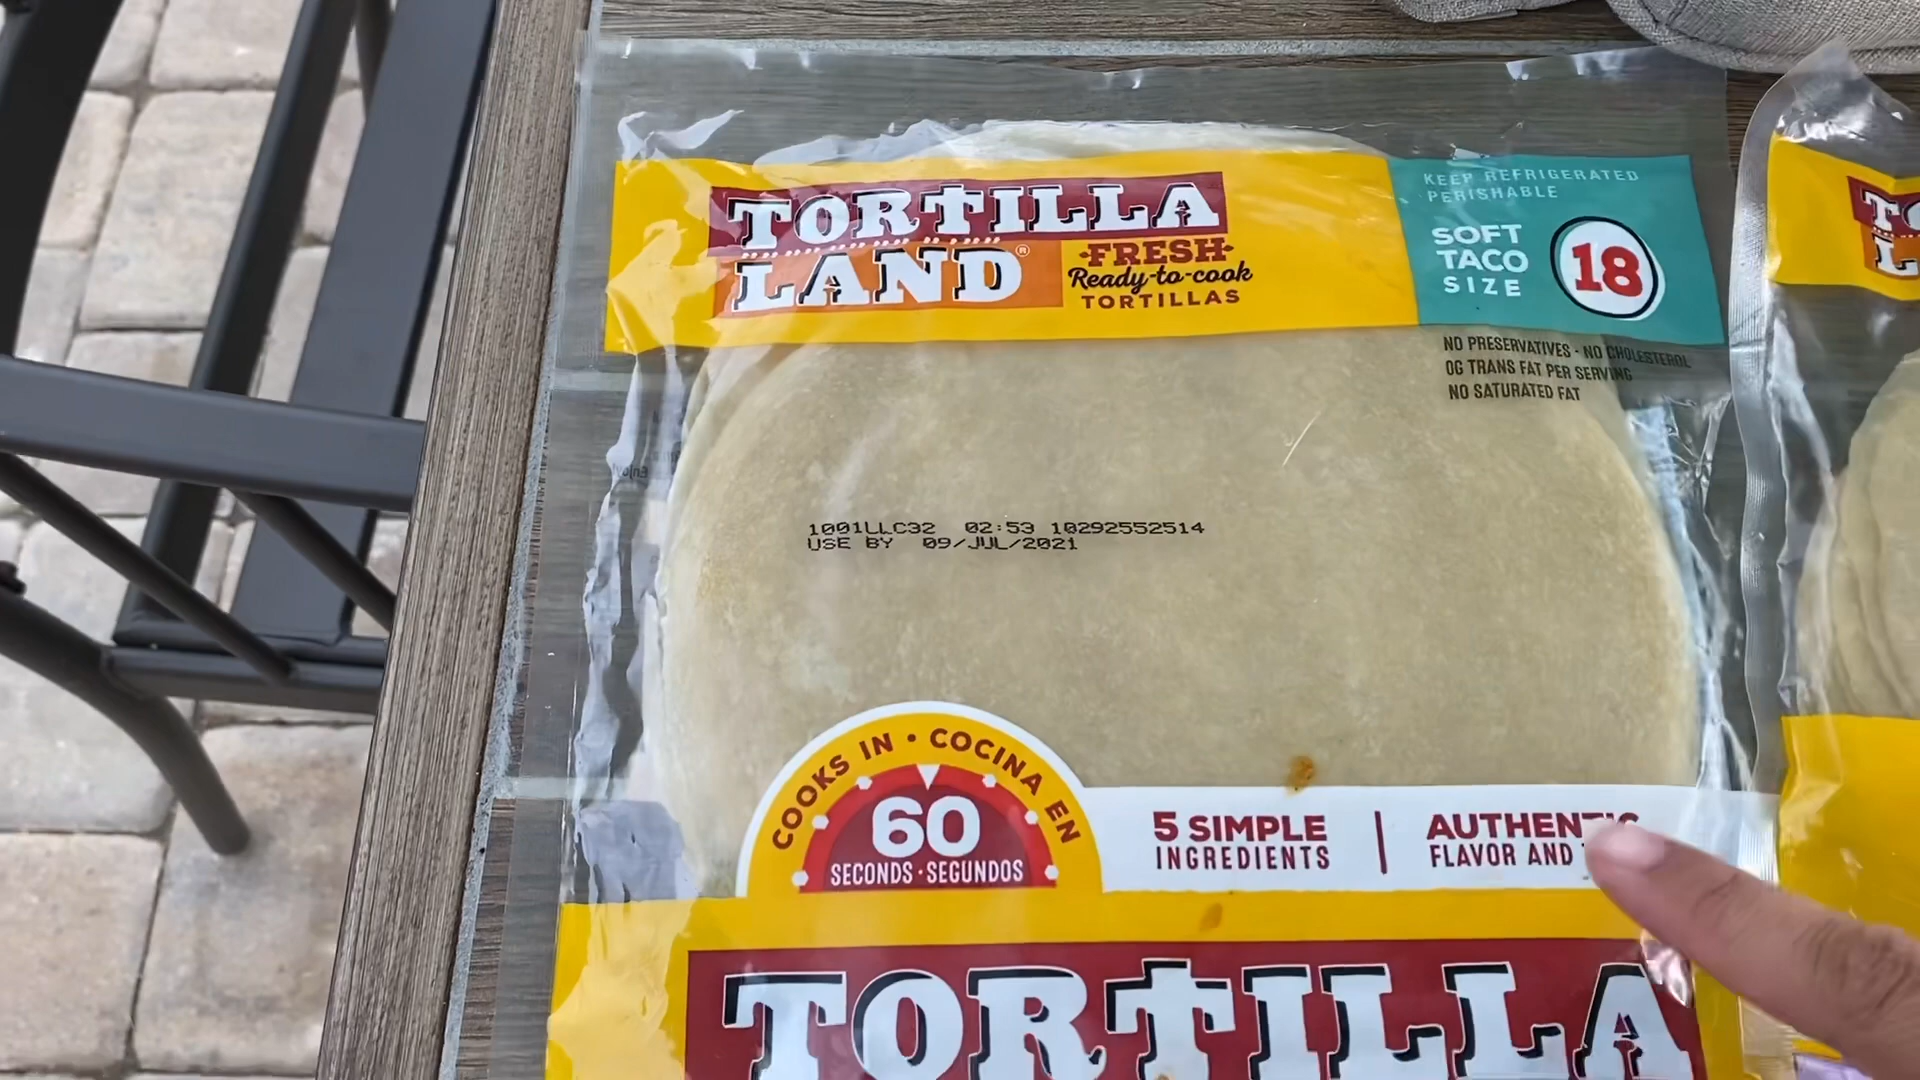 TORTILLA
LAND®
FRESH
Ready-to-cook
TORTILLAS
KEEP REFRIGERATED
PERISHABLE
SOFT
TACO
SIZE
18
NO PRESERVATIVES · NO CHOLESTEROL
0G TRANS FAT PER SERVING
NO SATURATED FAT
1001LLC32 02:53 10292552514
USE BY 09/JUL/2021
COOKS IN · COCINA EN
60
SECONDS · SEGUNDOS
5 SIMPLE
INGREDIENTS
AUTHENTIC
FLAVOR AND
TORTILLA